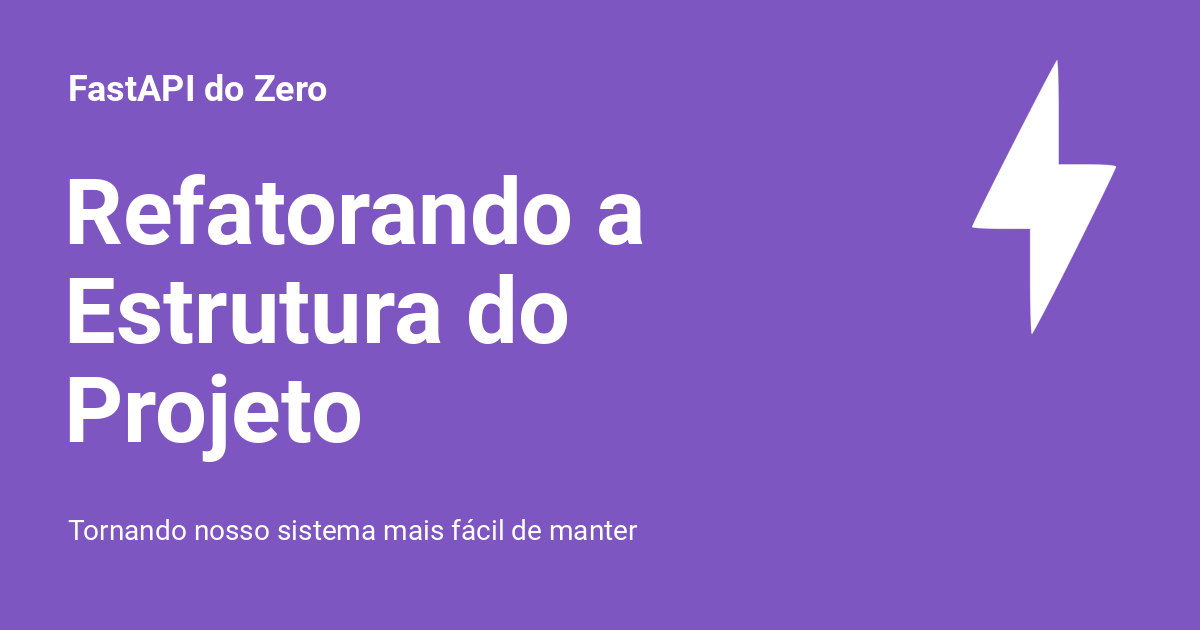 FastAPI do Zero
Refatorando a
Estrutura do
Projeto
Tornando nosso sistema mais fácil de manter